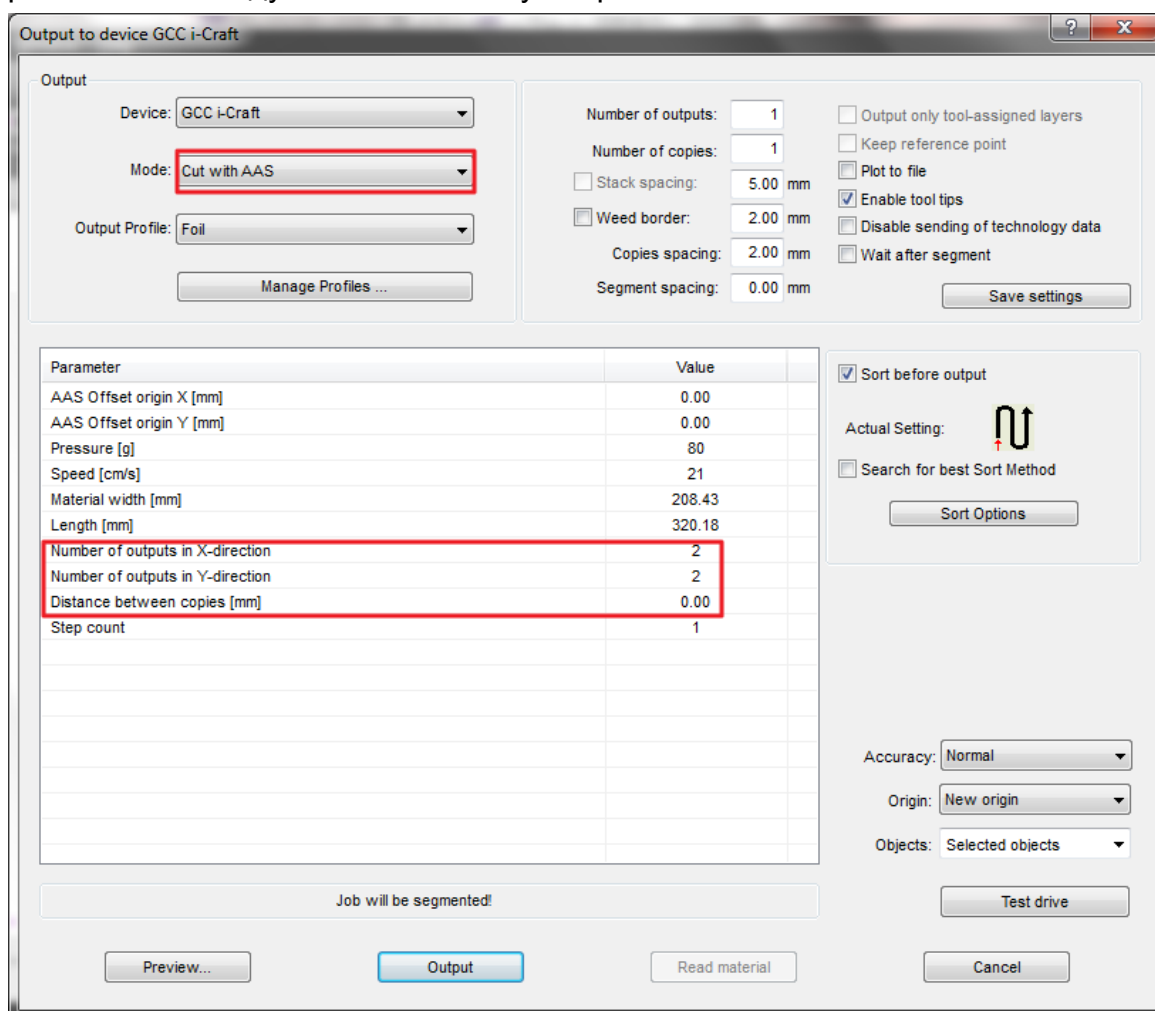 Output to device GCC i-Craft
Output
Device: GCC i-Craft
Mode: Cut with AAS
Output Profile: Foil
Manage Profiles ...
Number of outputs: 1
Number of copies: 1
Stack spacing: 5.00 mm
Weed border: 2.00 mm
Copies spacing: 2.00 mm
Segment spacing: 0.00 mm
Output only tool-assigned layers
Keep reference point
Plot to file
Enable tool tips
Disable sending of technology data
Wait after segment
Save settings
Parameter Value
AAS Offset origin X [mm] 0.00
AAS Offset origin Y [mm] 0.00
Pressure [g] 80
Speed [cm/s] 21
Material width [mm] 208.43
Length [mm] 320.18
Number of outputs in X-direction 2
Number of outputs in Y-direction 2
Distance between copies [mm] 0.00
Step count 1
Sort before output
Actual Setting:
Search for best Sort Method
Sort Options
Accuracy: Normal
Origin: New origin
Objects: Selected objects
Job will be segmented!
Test drive
Preview...
Output
Read material
Cancel